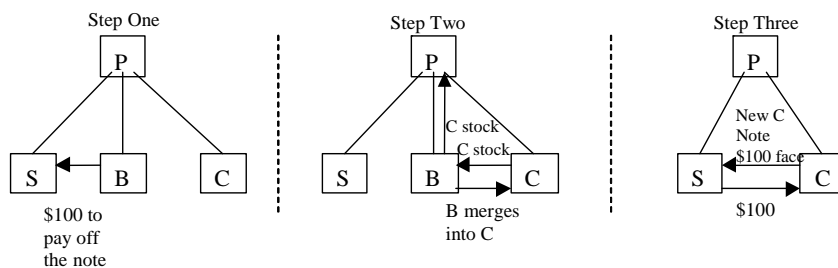 Step One
P
S
B
C
$100 to
pay off
the note
Step Two
P
C stock
C stock
S
B
C
B merges
into C
Step Three
P
New C
Note
$100 face
S
C
$100